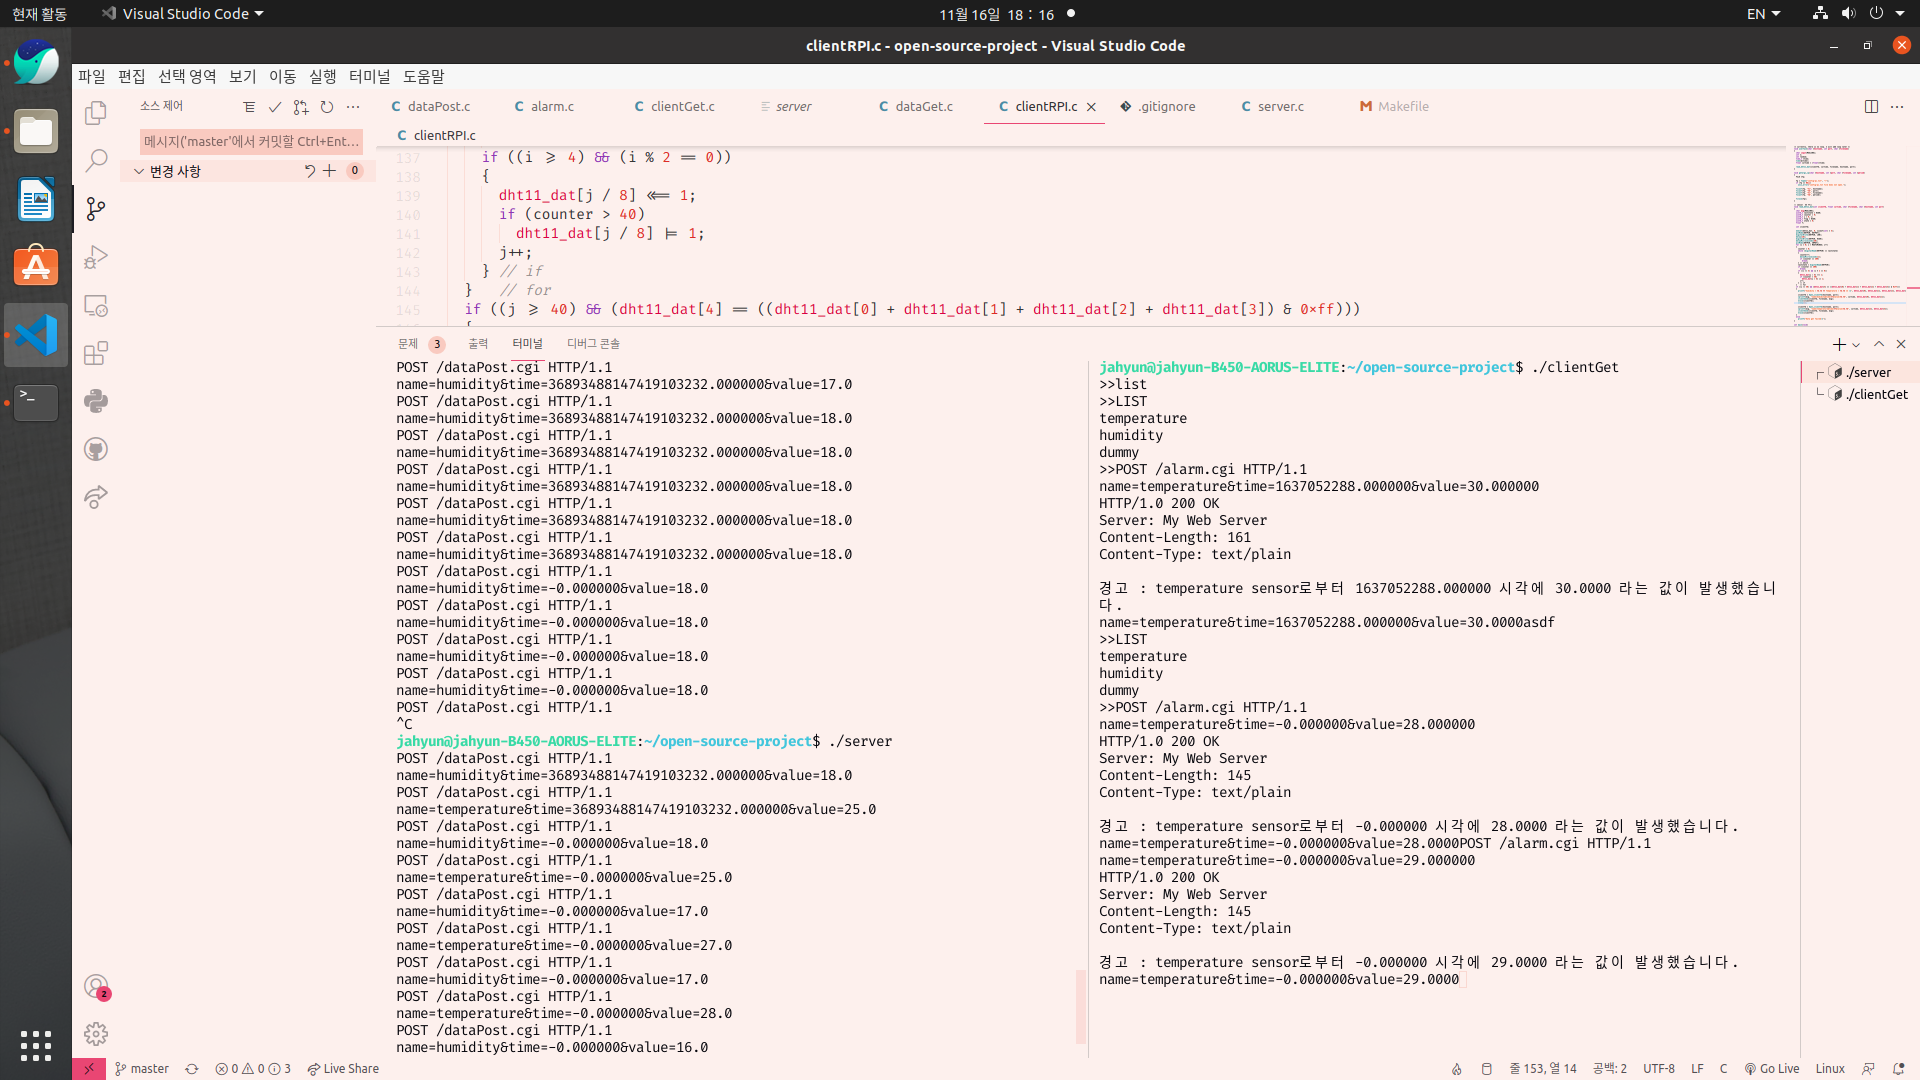 현재 활동
Visual Studio Code
11월 16일 18 : 16
EN
clientRPI.c - open-source-project - Visual Studio Code
파일 편집 선택 영역 보기 이동 실행 터미널 도움말
소스 제어
dataPost.c
alarm.c
clientGet.c
server
dataGet.c
clientRPI.c
.gitignore
server.c
Makefile
메시지('master'에서 커밋할 Ctrl+Ent…
변경 사항
0
clientRPI.c
137 if ((i >= 4) && (i % 2 == 0))
138 {
139 dht11_dat[j / 8] <<= 1;
140 if (counter > 40)
141 dht11_dat[j / 8] |= 1;
142 j++;
143 } // if
144 } // for
145 if ((j >= 40) && (dht11_dat[4] == ((dht11_dat[0] + dht11_dat[1] + dht11_dat[2] + dht11_dat[3]) & 0xff)))
문제 3 출력 터미널 디버그 콘솔
POST /dataPost.cgi HTTP/1.1
name=humidity&time=36893488147419103232.000000&value=17.0
POST /dataPost.cgi HTTP/1.1
name=humidity&time=36893488147419103232.000000&value=18.0
POST /dataPost.cgi HTTP/1.1
name=humidity&time=36893488147419103232.000000&value=18.0
POST /dataPost.cgi HTTP/1.1
name=humidity&time=36893488147419103232.000000&value=18.0
POST /dataPost.cgi HTTP/1.1
name=humidity&time=36893488147419103232.000000&value=18.0
POST /dataPost.cgi HTTP/1.1
name=humidity&time=36893488147419103232.000000&value=18.0
POST /dataPost.cgi HTTP/1.1
name=humidity&time=-0.000000&value=18.0
POST /dataPost.cgi HTTP/1.1
name=humidity&time=-0.000000&value=18.0
POST /dataPost.cgi HTTP/1.1
name=humidity&time=-0.000000&value=18.0
POST /dataPost.cgi HTTP/1.1
name=humidity&time=-0.000000&value=18.0
POST /dataPost.cgi HTTP/1.1
^C
jahyun@jahyun-B450-AORUS-ELITE:~/open-source-project$ ./server
POST /dataPost.cgi HTTP/1.1
name=humidity&time=36893488147419103232.000000&value=18.0
POST /dataPost.cgi HTTP/1.1
name=temperature&time=36893488147419103232.000000&value=25.0
POST /dataPost.cgi HTTP/1.1
name=humidity&time=-0.000000&value=18.0
POST /dataPost.cgi HTTP/1.1
name=temperature&time=-0.000000&value=25.0
POST /dataPost.cgi HTTP/1.1
name=humidity&time=-0.000000&value=17.0
POST /dataPost.cgi HTTP/1.1
name=temperature&time=-0.000000&value=27.0
POST /dataPost.cgi HTTP/1.1
name=humidity&time=-0.000000&value=17.0
POST /dataPost.cgi HTTP/1.1
name=temperature&time=-0.000000&value=28.0
POST /dataPost.cgi HTTP/1.1
name=humidity&time=-0.000000&value=16.0
jahyun@jahyun-B450-AORUS-ELITE:~/open-source-project$ ./clientGet
>>list
>>LIST
temperature
humidity
dummy
>>POST /alarm.cgi HTTP/1.1
name=temperature&time=1637052288.000000&value=30.000000
HTTP/1.0 200 OK
Server: My Web Server
Content-Length: 161
Content-Type: text/plain
경고 : temperature sensor로부터 1637052288.000000 시각에 30.0000 라는 값이 발생했습니
다.
name=temperature&time=1637052288.000000&value=30.0000asdf
>>LIST
temperature
humidity
dummy
>>POST /alarm.cgi HTTP/1.1
name=temperature&time=-0.000000&value=28.000000
HTTP/1.0 200 OK
Server: My Web Server
Content-Length: 145
Content-Type: text/plain
경고 : temperature sensor로부터 -0.000000 시각에 28.0000 라는 값이 발생했습니다.
name=temperature&time=-0.000000&value=28.0000POST /alarm.cgi HTTP/1.1
name=temperature&time=-0.000000&value=29.000000
HTTP/1.0 200 OK
Server: My Web Server
Content-Length: 145
Content-Type: text/plain
경고 : temperature sensor로부터 -0.000000 시각에 29.0000 라는 값이 발생했습니다.
name=temperature&time=-0.000000&value=29.0000
./server
./clientGet
2
master
0 0 3
Live Share
줄 153, 열 14
공백: 2
UTF-8
LF
C
Go Live
Linux